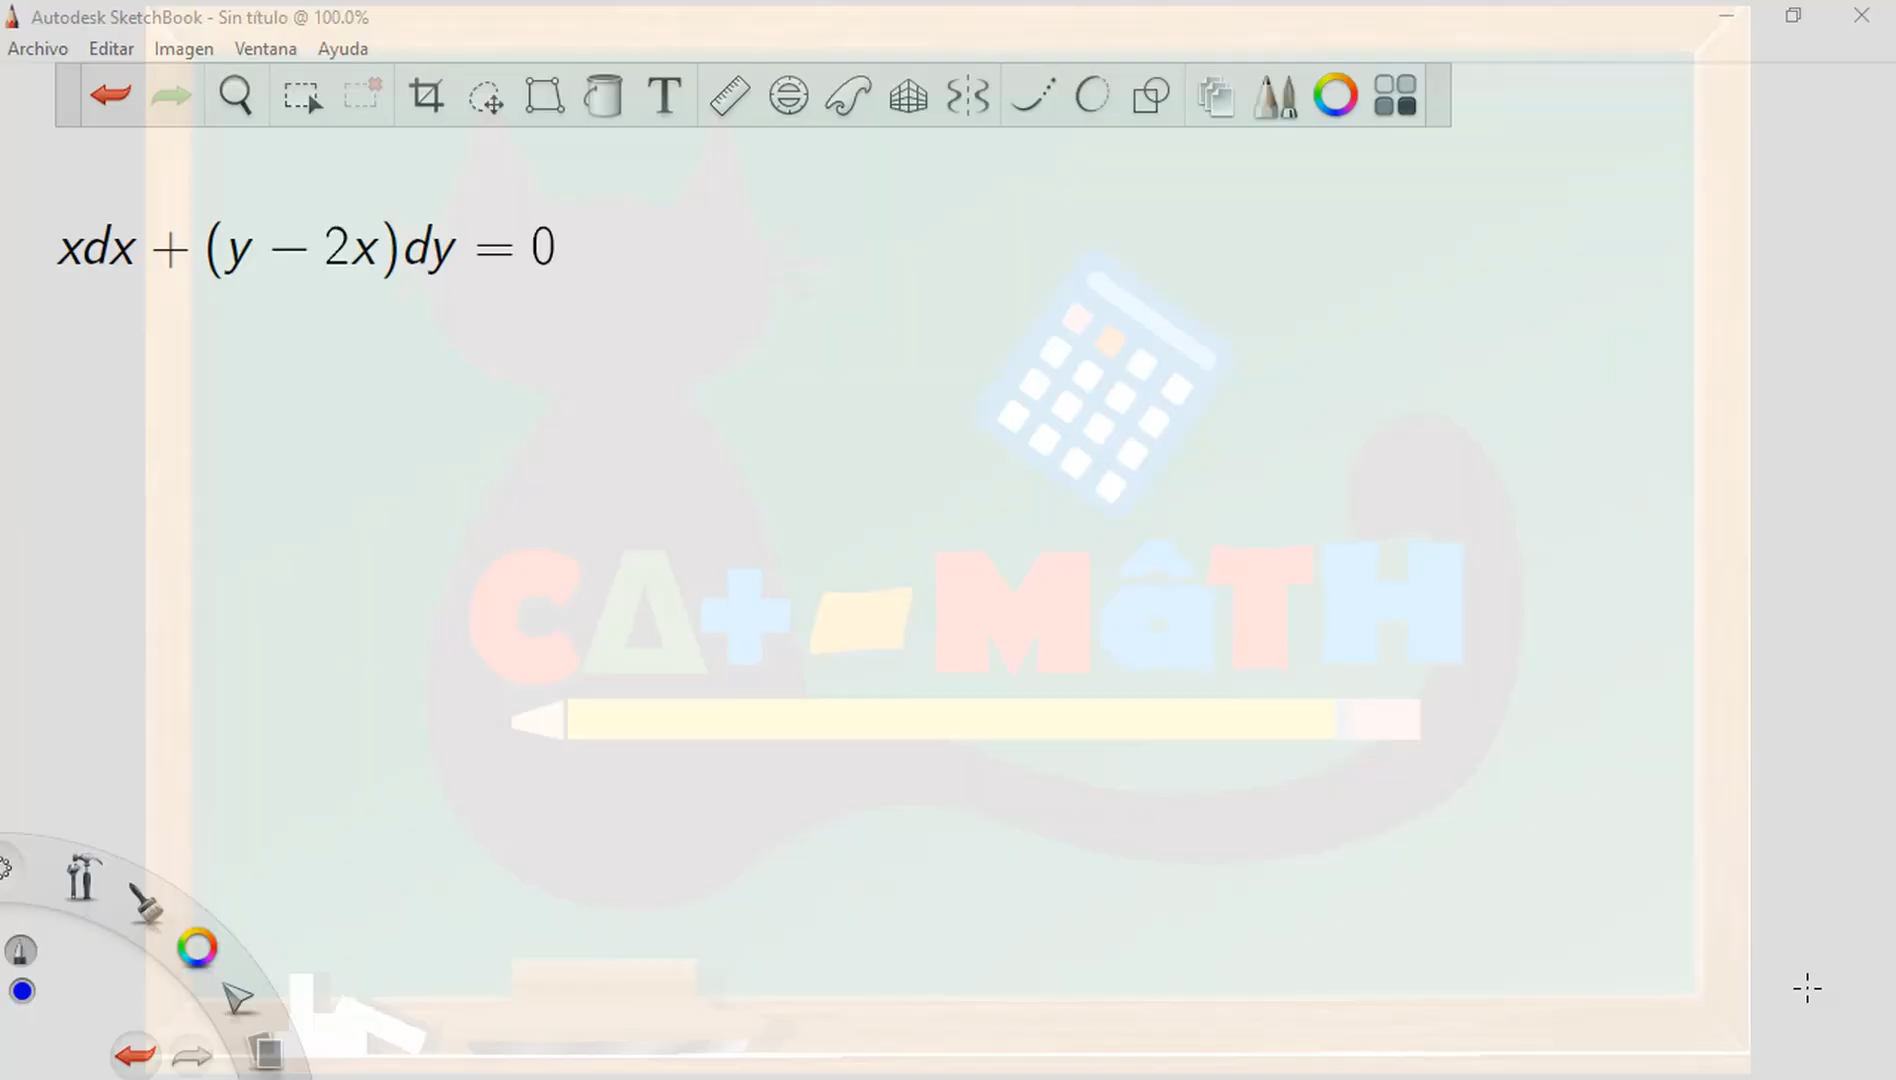 Autodesk SketchBook - Sin título @ 100.0%
Archivo Editar Imagen Ventana Ayuda
T
xdx + (y − 2x)dy = 0
CA+-MâTH